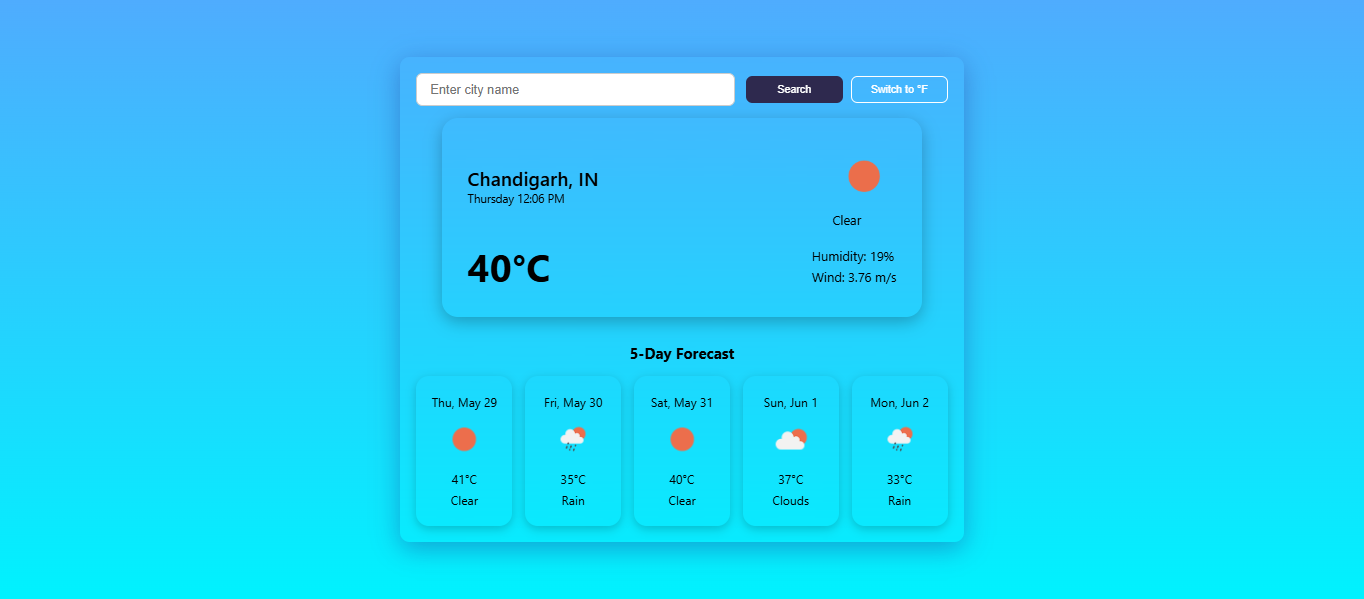 Enter city name
Search
Switch to °F
Chandigarh, IN
Thursday 12:06 PM
Clear
40°C
Humidity: 19%
Wind: 3.76 m/s
5-Day Forecast
Thu, May 29
41°C
Clear
Fri, May 30
35°C
Rain
Sat, May 31
40°C
Clear
Sun, Jun 1
37°C
Clouds
Mon, Jun 2
33°C
Rain